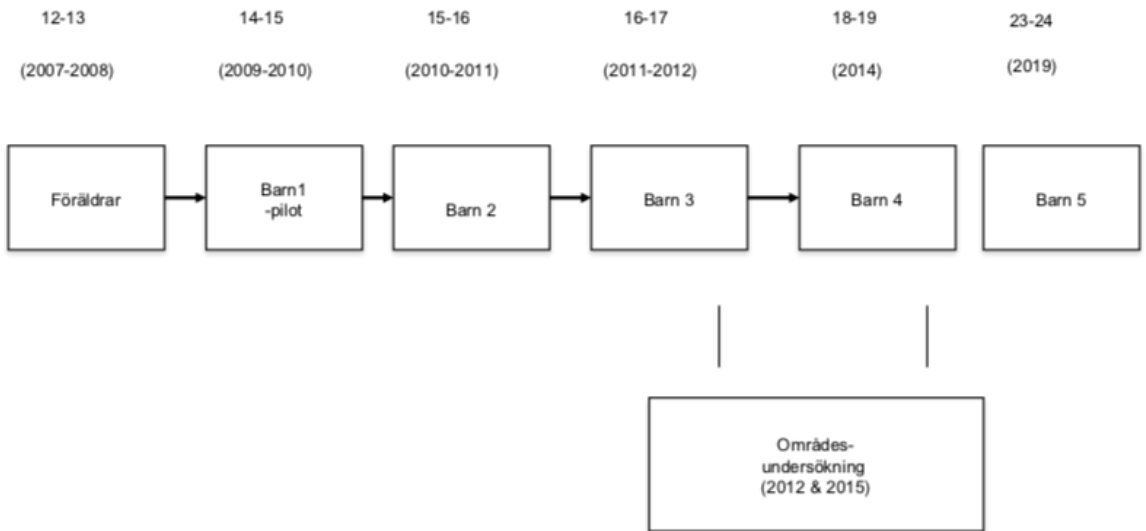 12-13
14-15
15-16
16-17
18-19
23-24
(2007-2008)
(2009-2010)
(2010-2011)
(2011-2012)
(2014)
(2019)
Föräldrar
Barn1
-pilot
Barn 2
Barn 3
Barn 4
Barn 5
Områdes-
undersökning
(2012 & 2015)